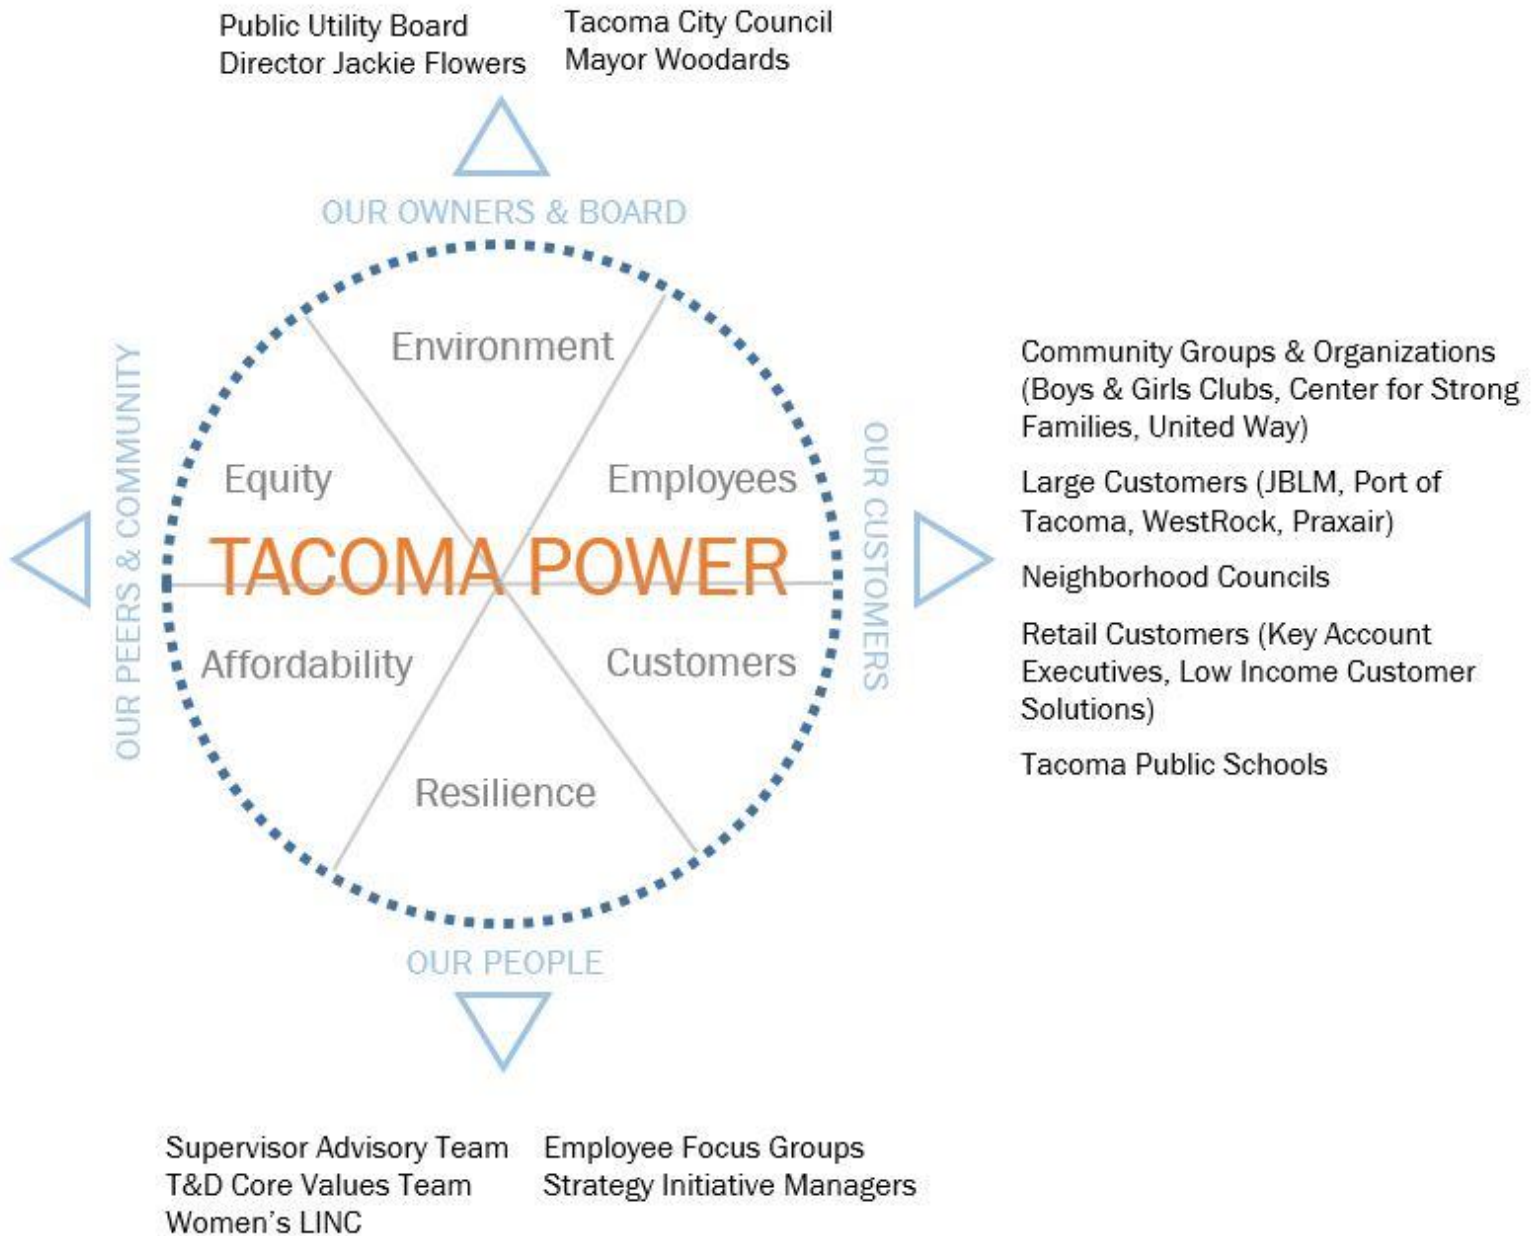 Public Utility Board
Director Jackie Flowers
Tacoma City Council
Mayor Woodards
OUR OWNERS & BOARD
OUR PEERS & COMMUNITY
Environment
Equity
Employees
TACOMA POWER
Affordability
Customers
Resilience
OUR CUSTOMERS
Community Groups & Organizations
(Boys & Girls Clubs, Center for Strong
Families, United Way)
Large Customers (JBLM, Port of
Tacoma, WestRock, Praxair)
Neighborhood Councils
Retail Customers (Key Account
Executives, Low Income Customer
Solutions)
Tacoma Public Schools
OUR PEOPLE
Supervisor Advisory Team
T&D Core Values Team
Women's LINC
Employee Focus Groups
Strategy Initiative Managers